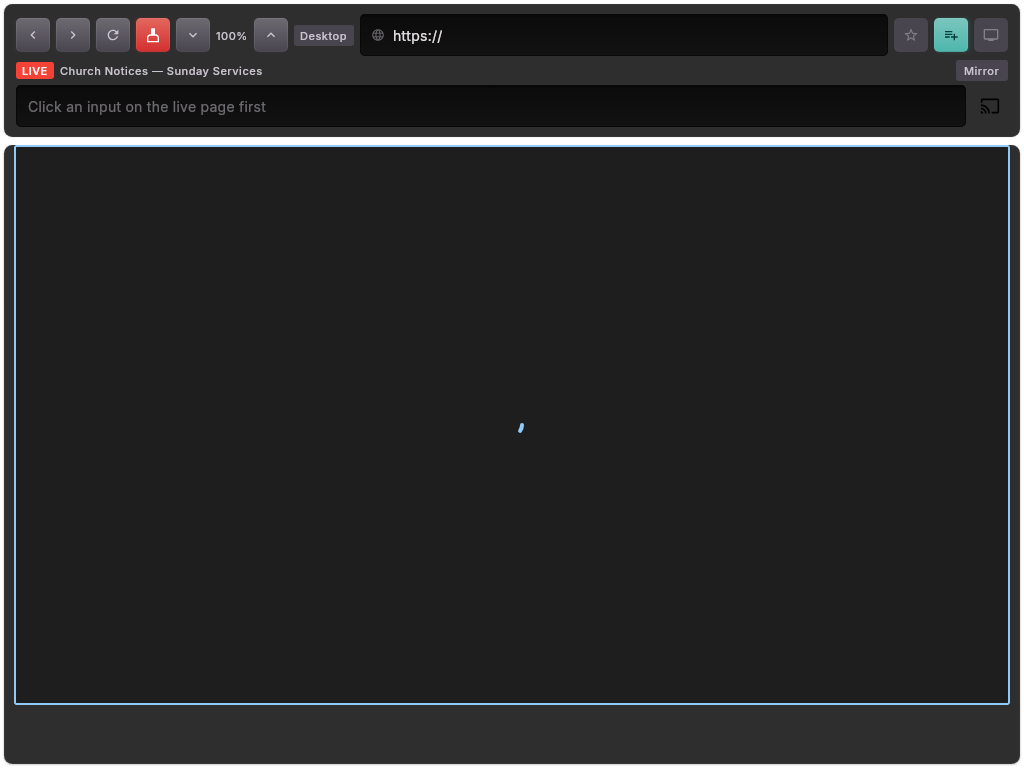 100%
Desktop
https://
LIVE
Church Notices — Sunday Services
Mirror
Click an input on the live page first